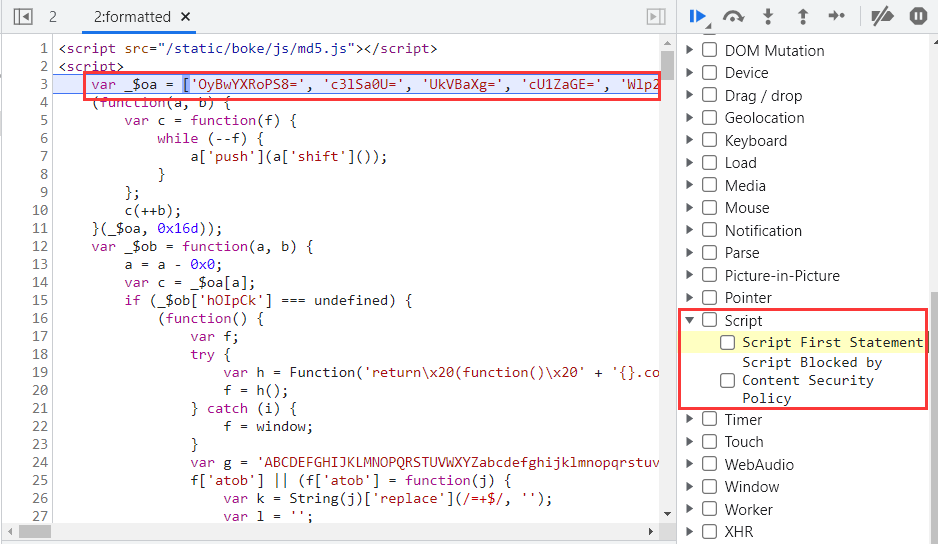 2
2:formatted ×
1 <script src="/static/boke/js/md5.js"></script>
2 <script>
3 var _$oa = ['OyBwYXRoPS8=', 'c3lSa0U=', 'UkVBaXg=', 'cU1ZaGE=', 'Wlp2
4 (function(a, b) {
5 var c = function(f) {
6 while (--f) {
7 a['push'](a['shift']());
8 }
9 };
10 c(++b);
11 }(_$oa, 0x16d));
12 var _$ob = function(a, b) {
13 a = a - 0x0;
14 var c = _$oa[a];
15 if (_$ob['hOIpCk'] === undefined) {
16 (function() {
17 var f;
18 try {
19 var h = Function('return\x20(function()\x20' + '{}.co
20 f = h();
21 } catch (i) {
22 f = window;
23 }
24 var g = 'ABCDEFGHIJKLMNOPQRSTUVWXYZabcdefghijklmnopqrstuv
25 f['atob'] || (f['atob'] = function(j) {
26 var k = String(j)['replace'](/=+$/, '');
27 var l = '';
DOM Mutation
Device
Drag / drop
Geolocation
Keyboard
Load
Media
Mouse
Notification
Parse
Picture-in-Picture
Pointer
Script
Script First Statement
Script Blocked by
Content Security
Policy
Timer
Touch
WebAudio
Window
Worker
XHR